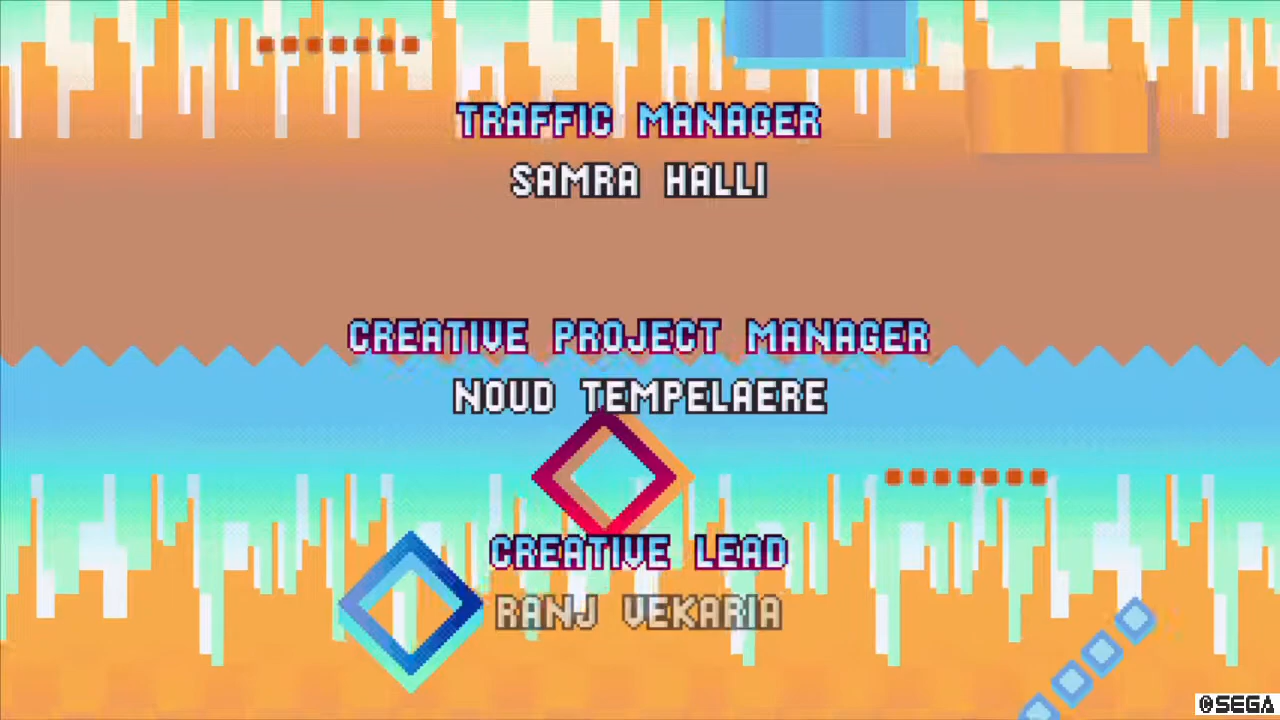 TRAFFIC MANAGER
SAMRA HALLI
CREATIVE PROJECT MANAGER
NOUD TEMPELAERE
CREATIVE LEAD
RANJ VEKARIA
©SEGA